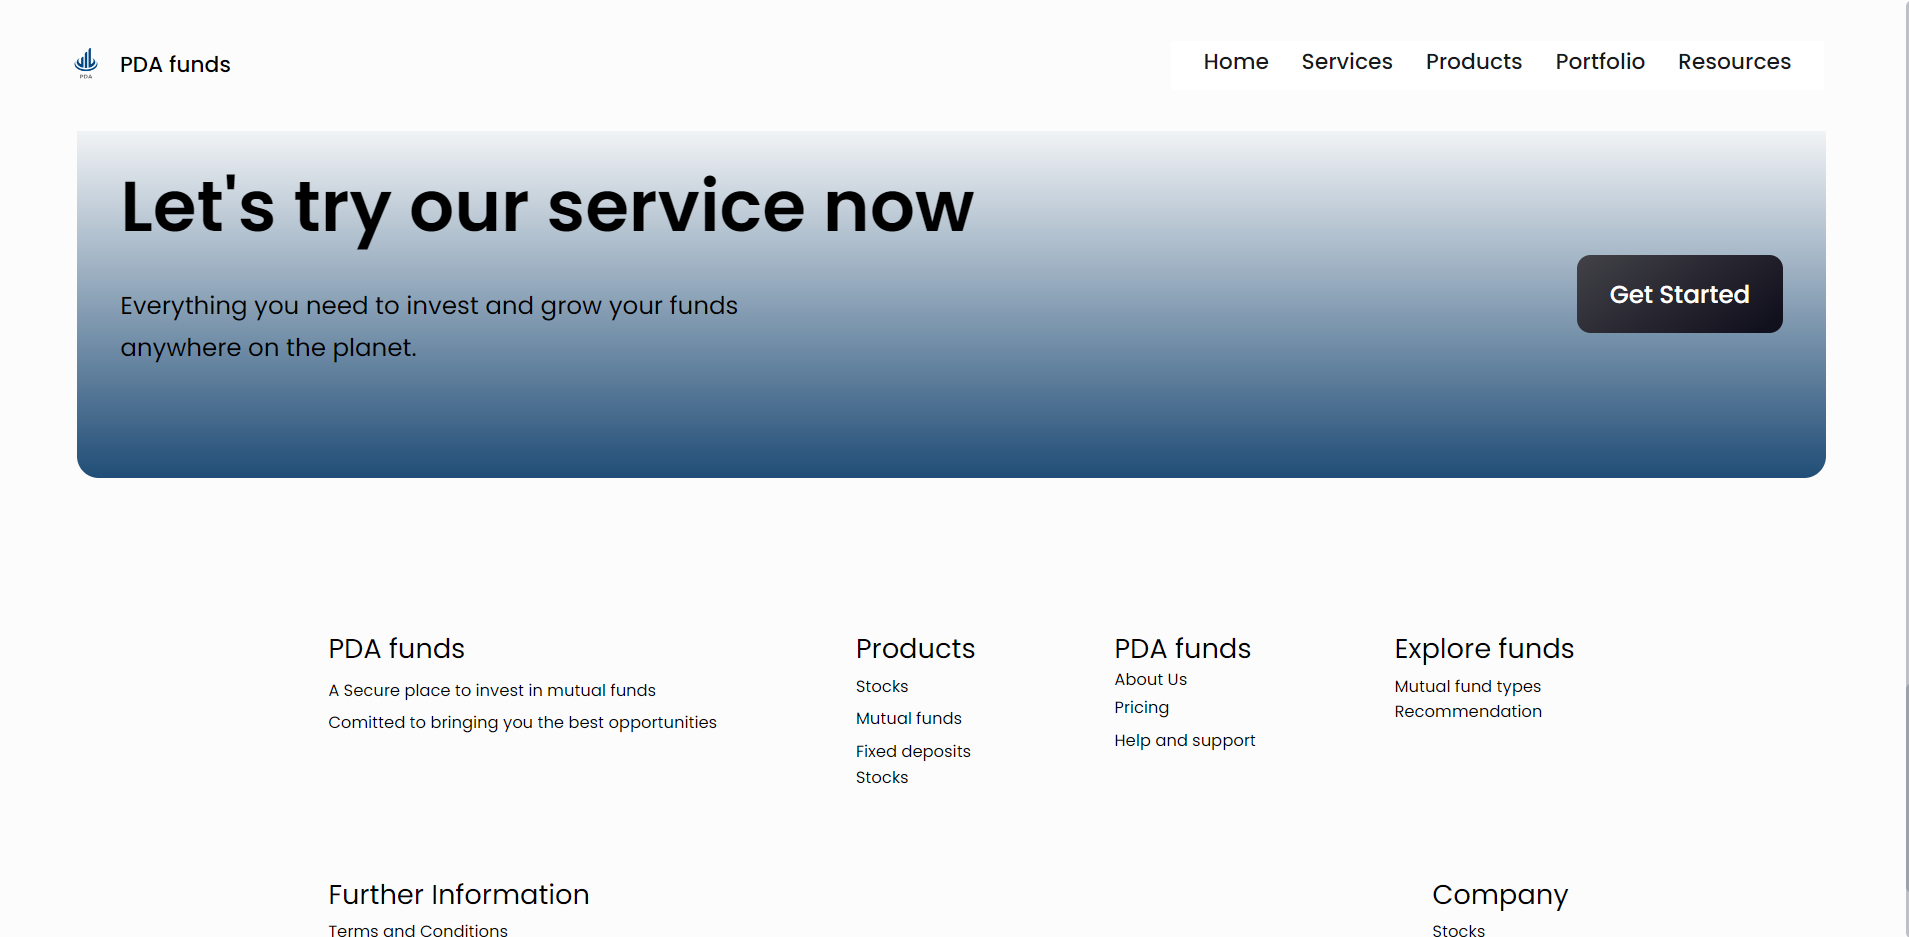 PDA
PDA funds
Home Services Products Portfolio Resources
Let's try our service now
Everything you need to invest and grow your funds
anywhere on the planet.
Get Started
PDA funds
A Secure place to invest in mutual funds
Comitted to bringing you the best opportunities
Products
Stocks
Mutual funds
Fixed deposits
Stocks
PDA funds
About Us
Pricing
Help and support
Explore funds
Mutual fund types
Recommendation
Further Information
Terms and Conditions
Company
Stocks